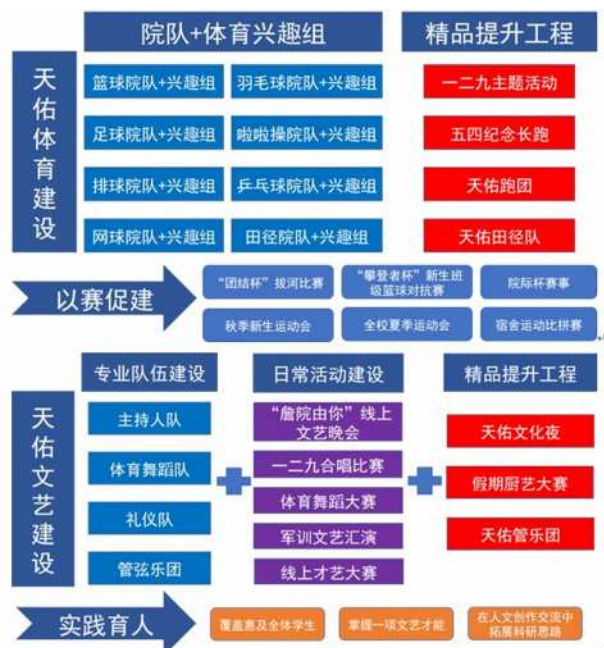 院队+体育兴趣组
精品提升工程
天佑体育建设
篮球院队+兴趣组
羽毛球院队+兴趣组
一二九主题活动
足球院队+兴趣组
啦啦操院队+兴趣组
五四纪念长跑
排球院队+兴趣组
乒乓球院队+兴趣组
天佑跑团
网球院队+兴趣组
田径院队+兴趣组
天佑田径队
以赛促建
“团结杯”拔河比赛
“攀登者杯”新生班
级篮球对抗赛
院际杯赛事
秋季新生运动会
全校夏季运动会
宿舍运动比拼赛
专业队伍建设
日常活动建设
精品提升工程
天佑文艺建设
主持人队
体育舞蹈队
礼仪队
管弦乐团
“詹院由你”线上
文艺晚会
一二九合唱比赛
体育舞蹈大赛
军训文艺汇演
线上才艺大赛
天佑文化夜
假期厨艺大赛
天佑管乐团
实践育人
覆盖惠及全体学生
掌握一项文艺才能
在人文创作交流中
拓展科研思路